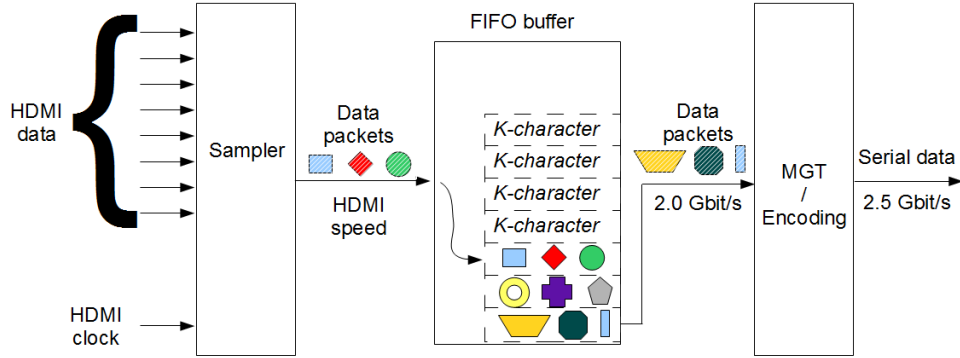 FIFO buffer
HDMI
data
Sampler
Data
packets
HDMI
speed
K-character
K-character
K-character
K-character
Data
packets
2.0 Gbit/s
MGT
/
Encoding
Serial data
2.5 Gbit/s
HDMI
clock